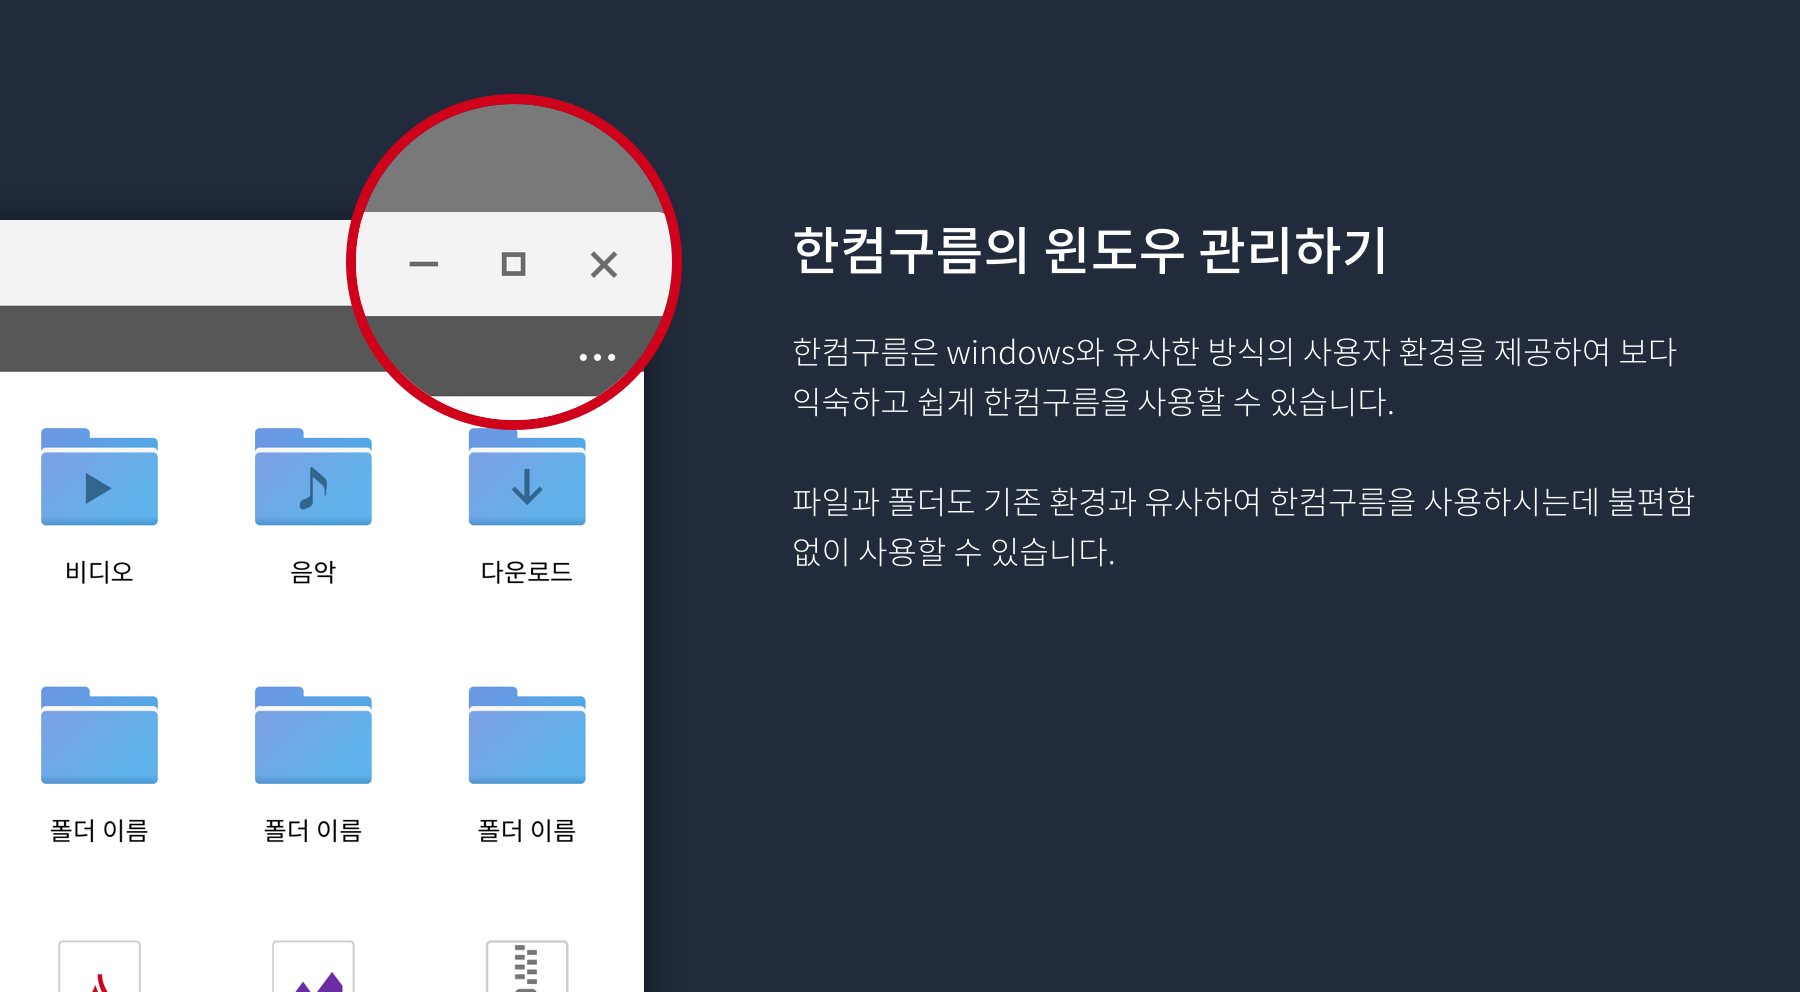 한컴구름의 윈도우 관리하기
한컴구름은 windows와 유사한 방식의 사용자 환경을 제공하여 보다
익숙하고 쉽게 한컴구름을 사용할 수 있습니다.
파일과 폴더도 기존 환경과 유사하여 한컴구름을 사용하시는데 불편함
없이 사용할 수 있습니다.
비디오
음악
다운로드
폴더 이름
폴더 이름
폴더 이름